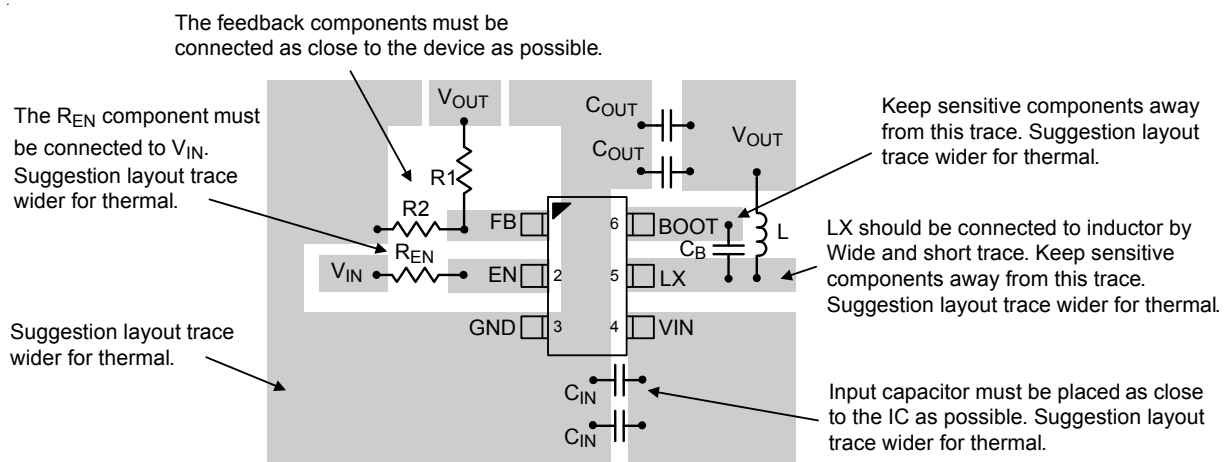 The feedback components must be
connected as close to the device as possible.
The REN component must
be connected to VIN.
Suggestion layout trace
wider for thermal.
VOUT
R1
R2
REN
VIN
COUT
COUT
VOUT
Keep sensitive components away
from this trace. Suggestion layout
trace wider for thermal.
FB
6
BOOT
CB
L
LX should be connected to inductor by
Wide and short trace. Keep sensitive
components away from this trace.
Suggestion layout trace wider for thermal.
EN
2
5
LX
GND
3
4
VIN
Suggestion layout trace
wider for thermal.
CIN
CIN
Input capacitor must be placed as close
to the IC as possible. Suggestion layout
trace wider for thermal.